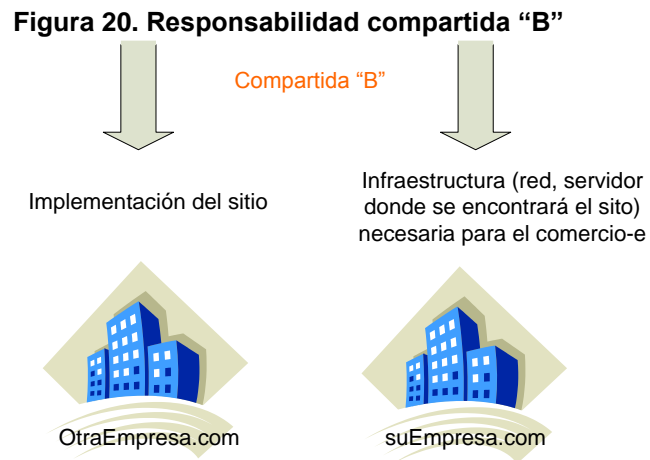 Figura 20. Responsabilidad compartida “B”
Compartida “B”
Implementación del sitio
Infraestructura (red, servidor
donde se encontrará el sito)
necesaria para el comercio-e
OtraEmpresa.com
suEmpresa.com